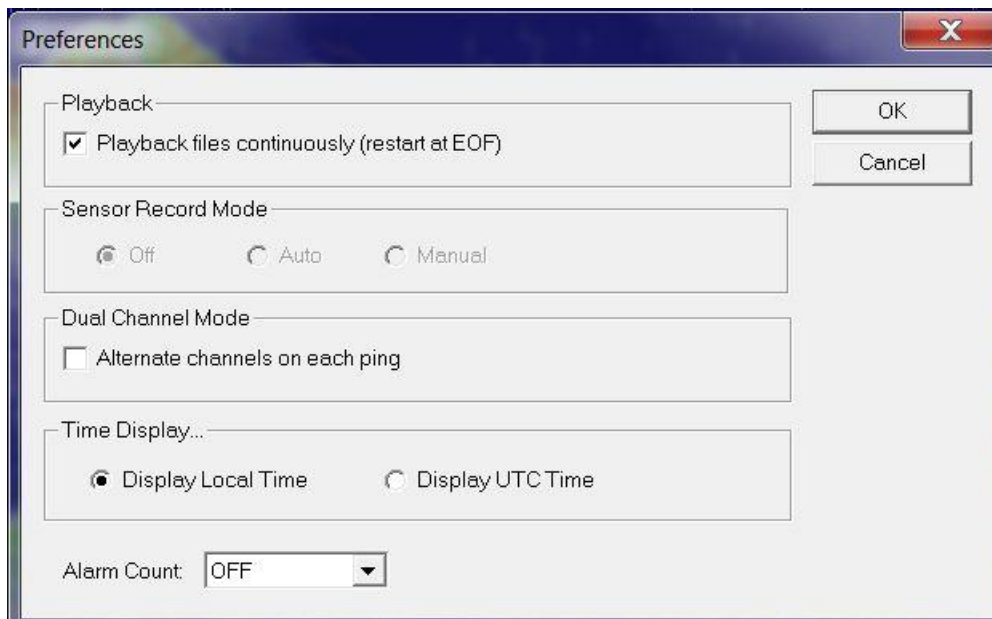 Preferences
Playback
Playback files continuously (restart at EOF)
OK
Cancel
Sensor Record Mode
Off Auto Manual
Dual Channel Mode
Alternate channels on each ping
Time Display...
Display Local Time Display UTC Time
Alarm Count: OFF